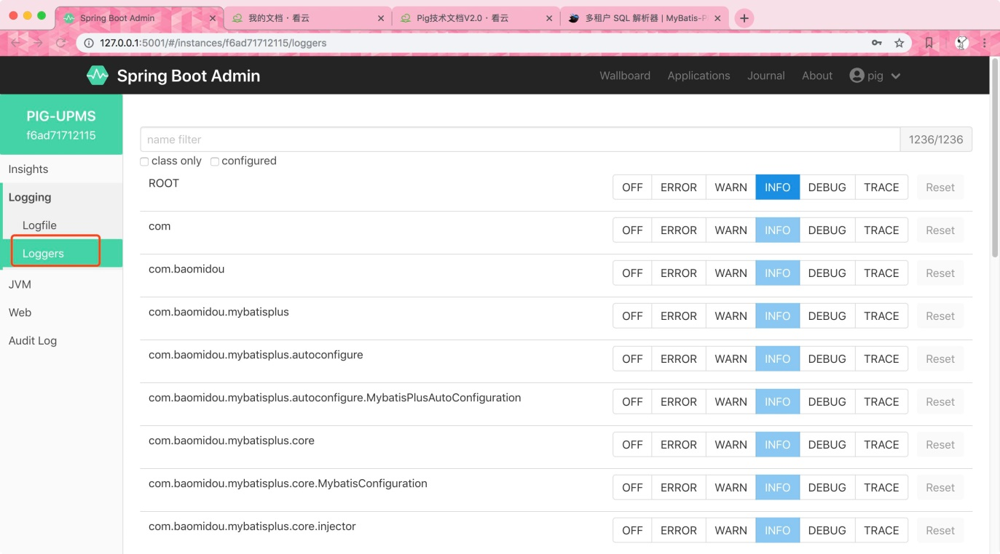 Spring Boot Admin
我的文档 · 看云
Pig技术文档V2.0 · 看云
多租户 SQL 解析器 | MyBatis-P
127.0.0.1:5001/#/instances/f6ad71712115/loggers
Spring Boot Admin
Wallboard Applications Journal About pig
PIG-UPMS
f6ad71712115
Insights
Logging
Logfile
Loggers
JVM
Web
Audit Log
name filter 1236/1236
class only configured
ROOT OFF ERROR WARN INFO DEBUG TRACE Reset
com OFF ERROR WARN INFO DEBUG TRACE Reset
com.baomidou OFF ERROR WARN INFO DEBUG TRACE Reset
com.baomidou.mybatisplus OFF ERROR WARN INFO DEBUG TRACE Reset
com.baomidou.mybatisplus.autoconfigure OFF ERROR WARN INFO DEBUG TRACE Reset
com.baomidou.mybatisplus.autoconfigure.MybatisPlusAutoConfiguration OFF ERROR WARN INFO DEBUG TRACE Reset
com.baomidou.mybatisplus.core OFF ERROR WARN INFO DEBUG TRACE Reset
com.baomidou.mybatisplus.core.MybatisConfiguration OFF ERROR WARN INFO DEBUG TRACE Reset
com.baomidou.mybatisplus.core.injector OFF ERROR WARN INFO DEBUG TRACE Reset